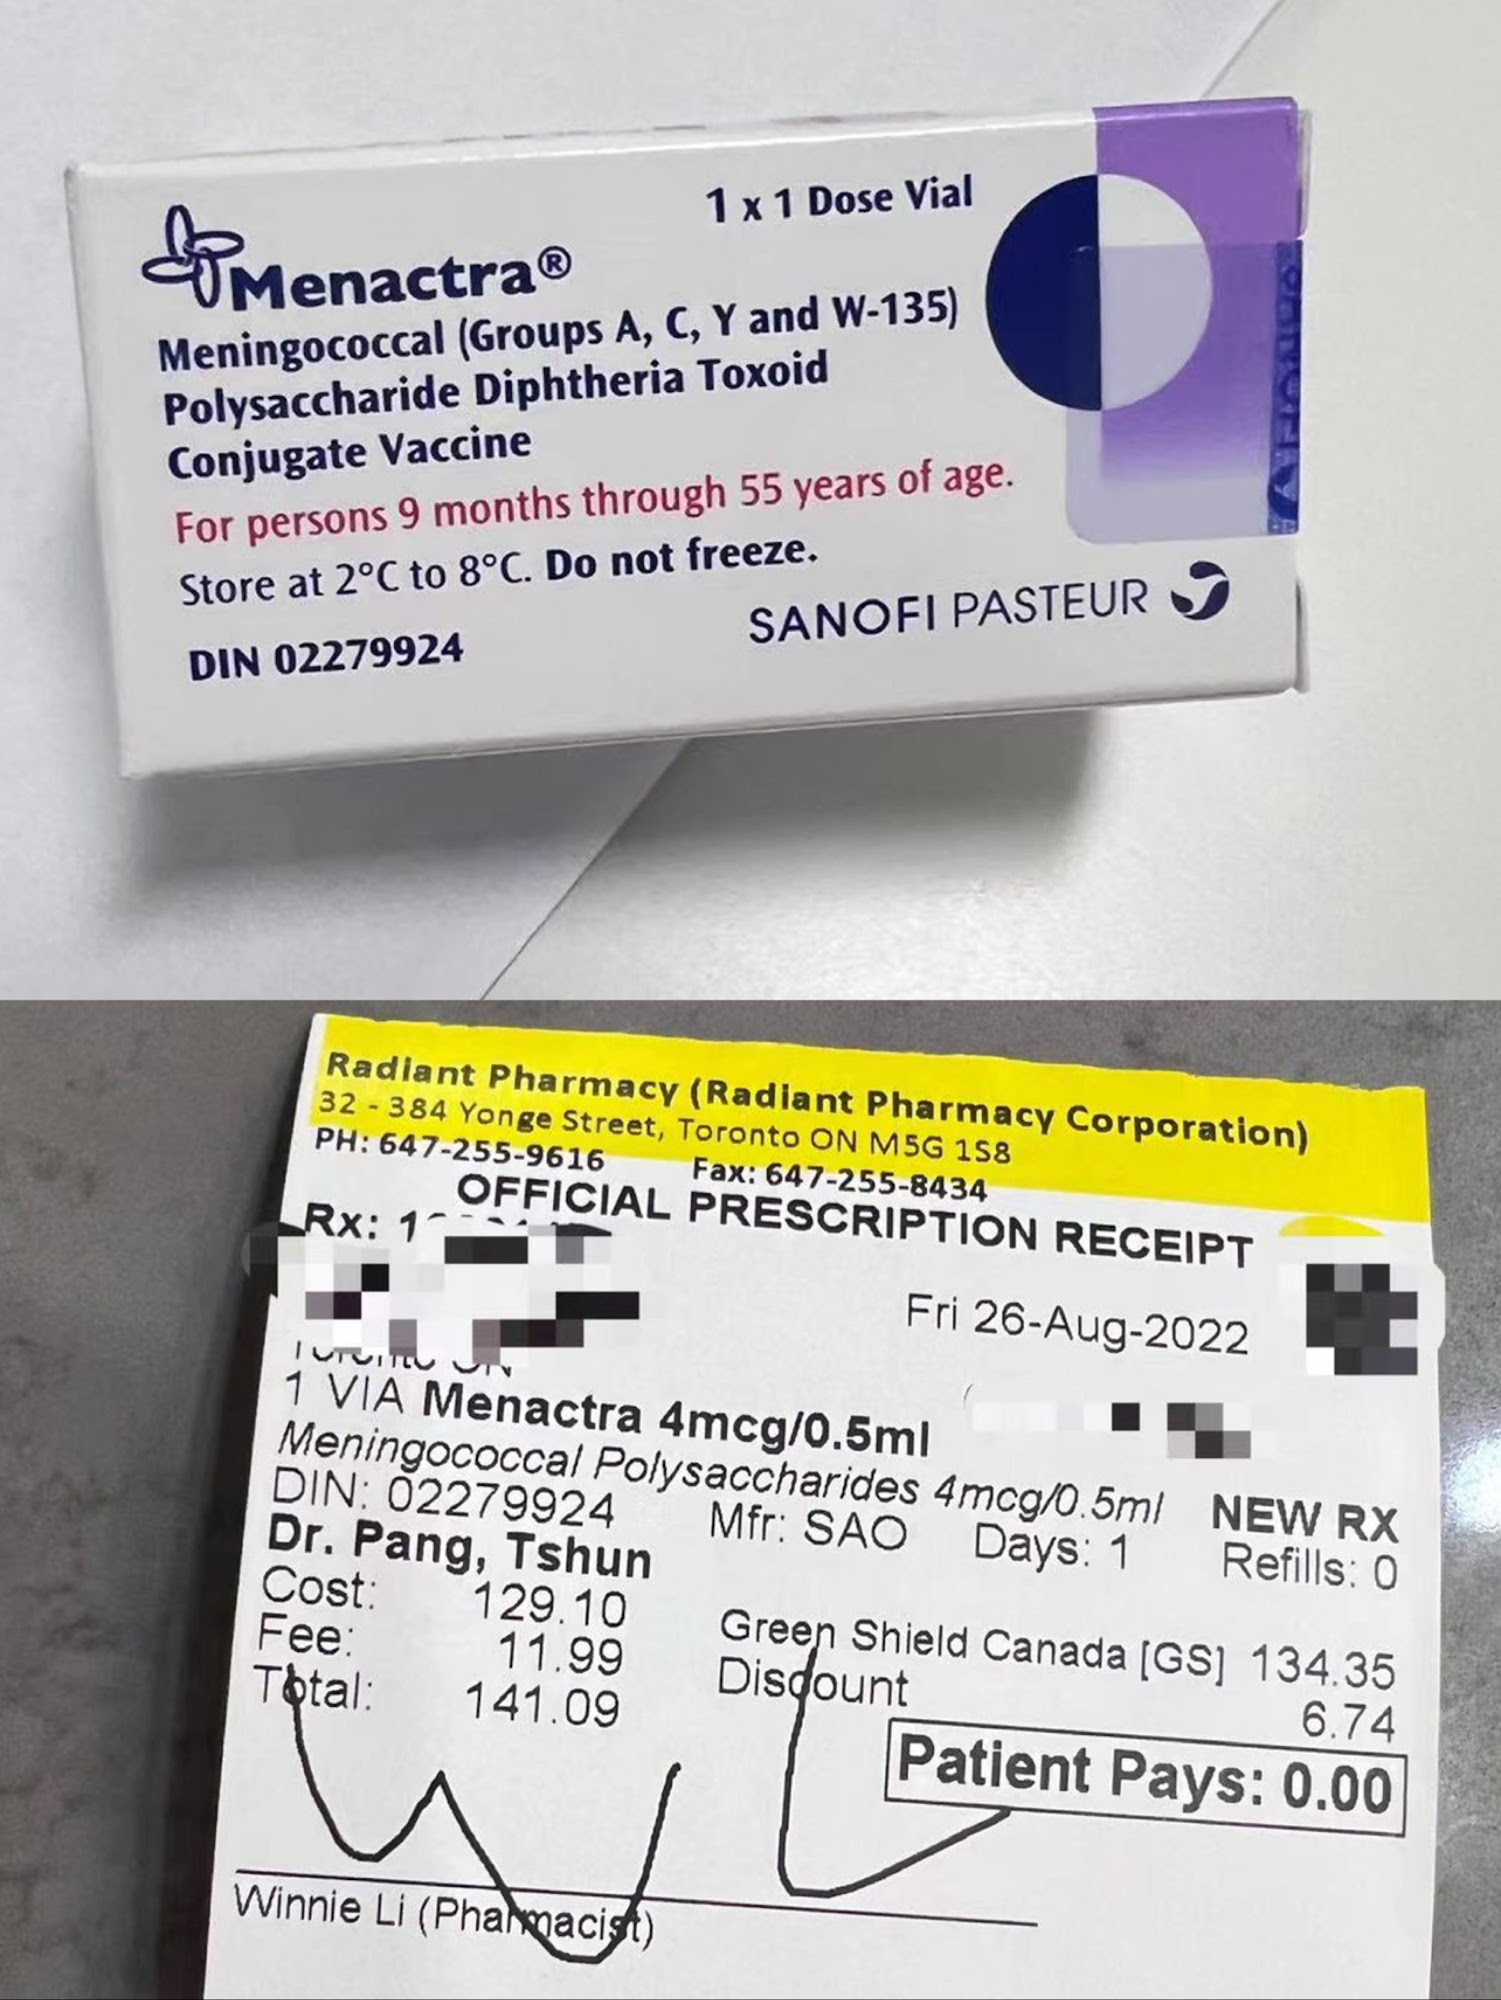 1 x 1 Dose Vial
Menactra®
Meningococcal (Groups A, C, Y and W-135)
Polysaccharide Diphtheria Toxoid
Conjugate Vaccine
For persons 9 months through 55 years of age.
Store at 2°C to 8°C. Do not freeze.
DIN 02279924
SANOFI PASTEUR
Radiant Pharmacy (Radiant Pharmacy Corporation)
32 - 384 Yonge Street, Toronto ON M5G 1S8
PH: 647-255-9616 Fax: 647-255-8434
OFFICIAL PRESCRIPTION RECEIPT
Rx: 1
Fri 26-Aug-2022
Toronto ON
1 VIA Menactra 4mcg/0.5ml
Meningococcal Polysaccharides 4mcg/0.5ml NEW RX
DIN: 02279924 Mfr: SAO Days: 1 Refills: 0
Dr. Pang, Tshun
Cost: 129.10 Green Shield Canada [GS] 134.35
Fee: 11.99 Discount 6.74
Total: 141.09
Patient Pays: 0.00
Winnie Li (Pharmacist)